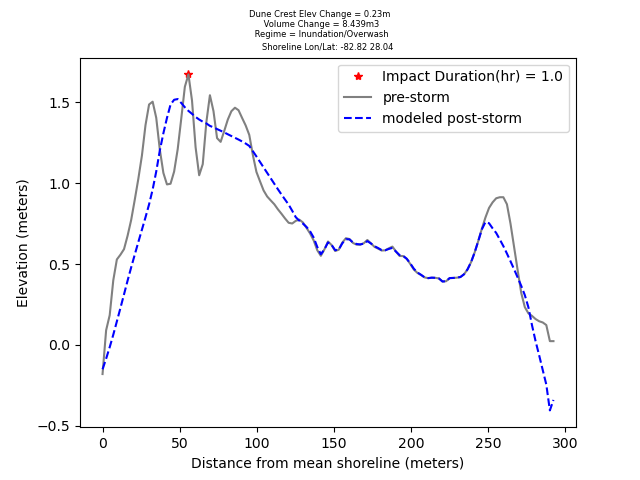 Dune Crest Elev Change = 0.23m
Volume Change = 8.439m3
Regime = Inundation/Overwash
Shoreline Lon/Lat: -82.82 28.04
Impact Duration(hr) = 1.0
pre-storm
modeled post-storm
Elevation (meters)
1.5
1.0
0.5
0.0
−0.5
0
50
100
150
200
250
300
Distance from mean shoreline (meters)